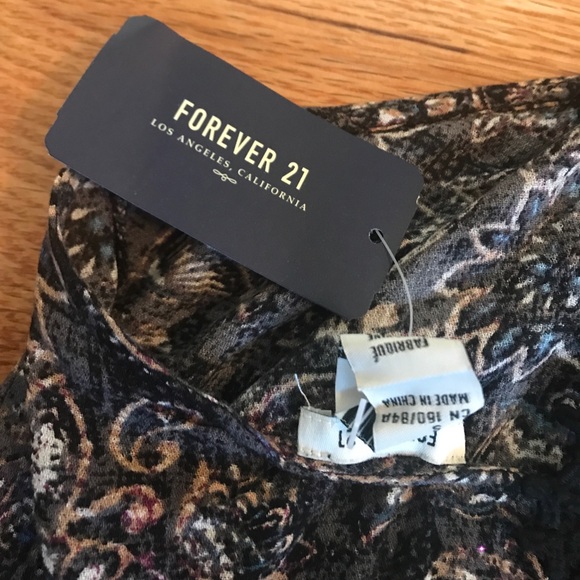 FOREVER 21
LOS ANGELES, CALIFORNIA
FABRIQUÉ
MADE IN CHINA
CN 160/84A